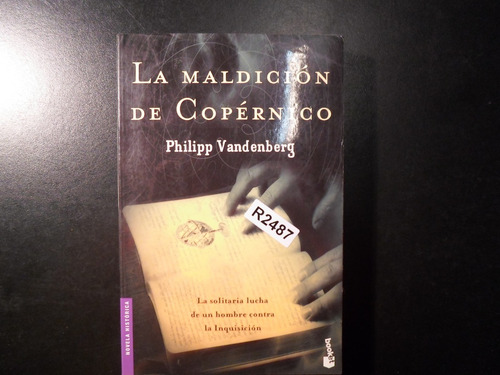 LA MALDICIÓN
DE COPÉRNICO
Philipp Vandenberg
R2487
La solitaria lucha
de un hombre contra
la Inquisición
NOVELA HISTÓRICA
booket